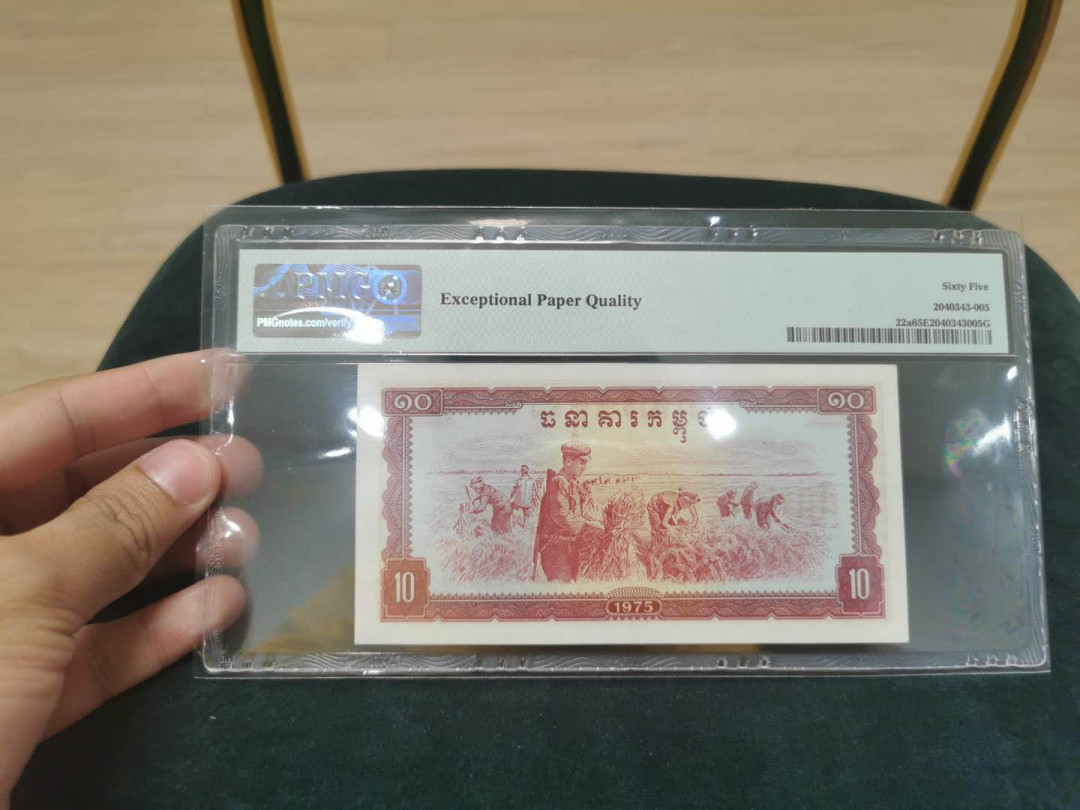 PMG
PMGnotes.com/verify
Exceptional Paper Quality
Sixty Five
2040343-005
22a65E2040343005G
១០
១០
ធនាគារកម្ពុជា
10
10
1975